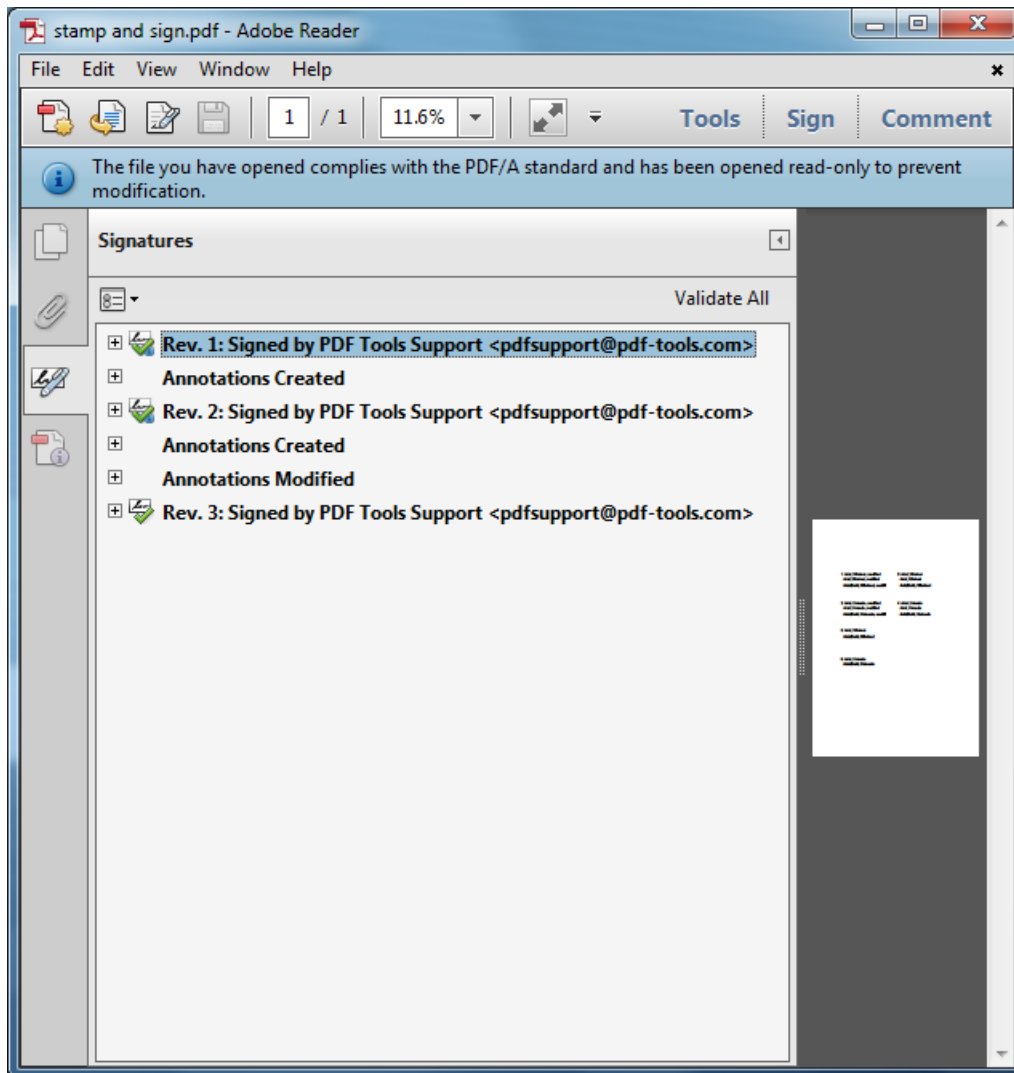 stamp and sign.pdf - Adobe Reader
File Edit View Window Help
1 / 1 11.6% Tools Sign Comment
The file you have opened complies with the PDF/A standard and has been opened read-only to prevent
modification.
Signatures
Validate All
Rev. 1: Signed by PDF Tools Support <pdfsupport@pdf-tools.com>
Annotations Created
Rev. 2: Signed by PDF Tools Support <pdfsupport@pdf-tools.com>
Annotations Created
Annotations Modified
Rev. 3: Signed by PDF Tools Support <pdfsupport@pdf-tools.com>